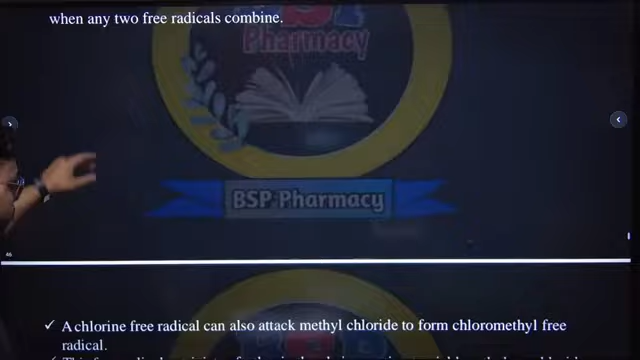 when any two free radicals combine.
Pharmacy
BSP Pharmacy
46
✓ A chlorine free radical can also attack methyl chloride to form chloromethyl free
radical.